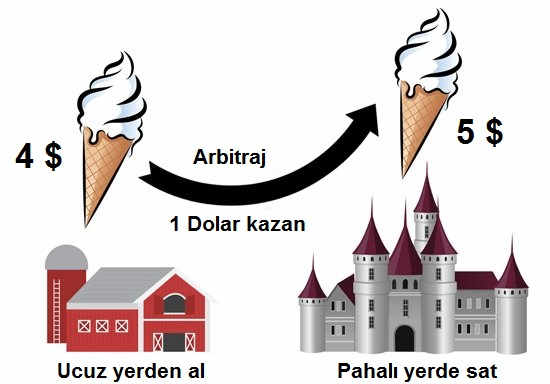 4 $
5 $
Arbitraj
1 Dolar kazan
Ucuz yerden al
Pahalı yerde sat